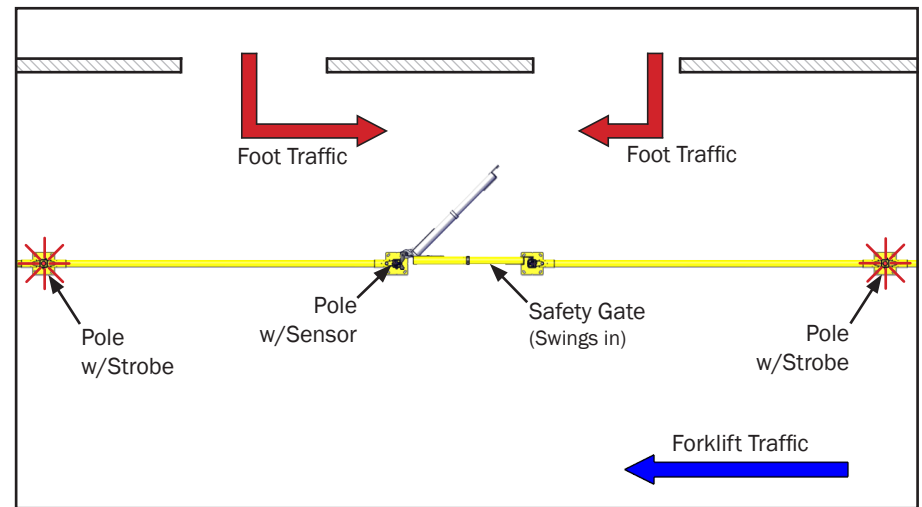 Foot Traffic
Foot Traffic
Pole
w/Strobe
Pole
w/Sensor
Safety Gate
(Swings in)
Pole
w/Strobe
Forklift Traffic